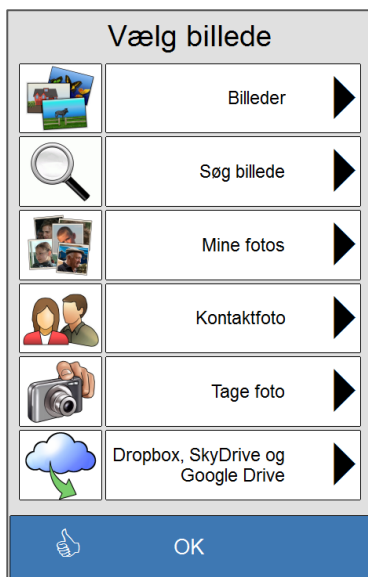 Vælg billede
Billeder
Søg billede
Mine fotos
Kontaktfoto
Tage foto
Dropbox, SkyDrive og
Google Drive
OK